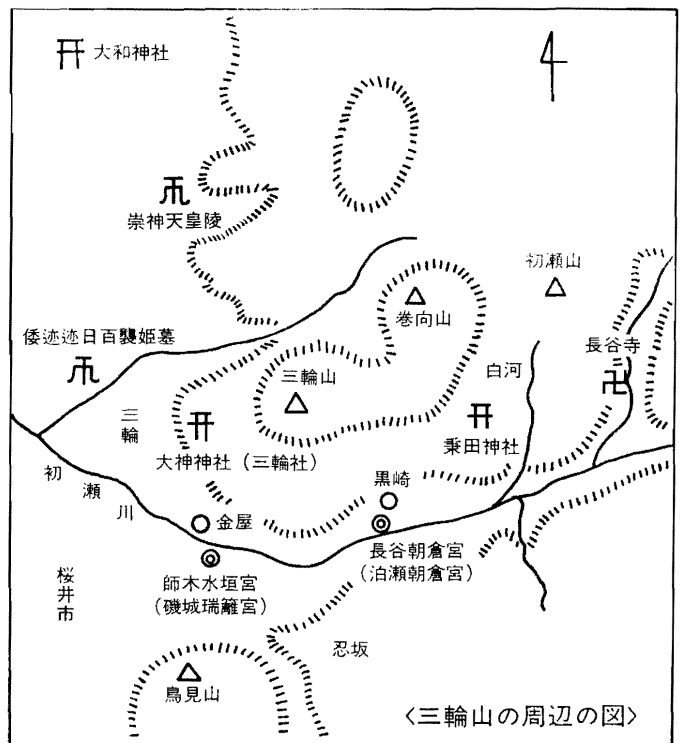 大和神社
崇神天皇陵
初瀬山
巻向山
長谷寺
倭迹迹日百襲姫墓
三輪山
白河
三輪
乗田神社
大神神社（三輪社）
黒崎
初瀬川
金屋
長谷朝倉宮
（泊瀬朝倉宮）
師木水垣宮
（磯城瑞籬宮）
桜井市
忍坂
鳥見山
〈三輪山の周辺の図〉